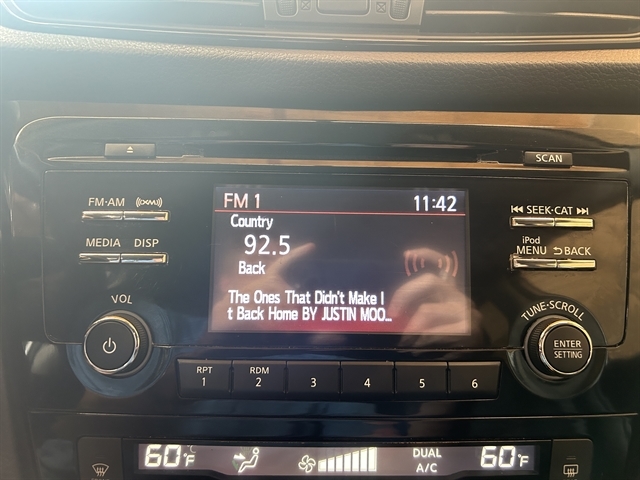 SCAN
FM·AM ((XM))
FM 1 11:42
SEEK·CAT
Country
iPod
MEDIA DISP
92.5
MENU BACK
Back
VOL
The Ones That Didn't Make I
t Back Home BY JUSTIN MOO...
TUNE·SCROLL
ENTER
SETTING
RPT
1
RDM
2
3
4
5
6
60°F
DUAL
A/C
60°F